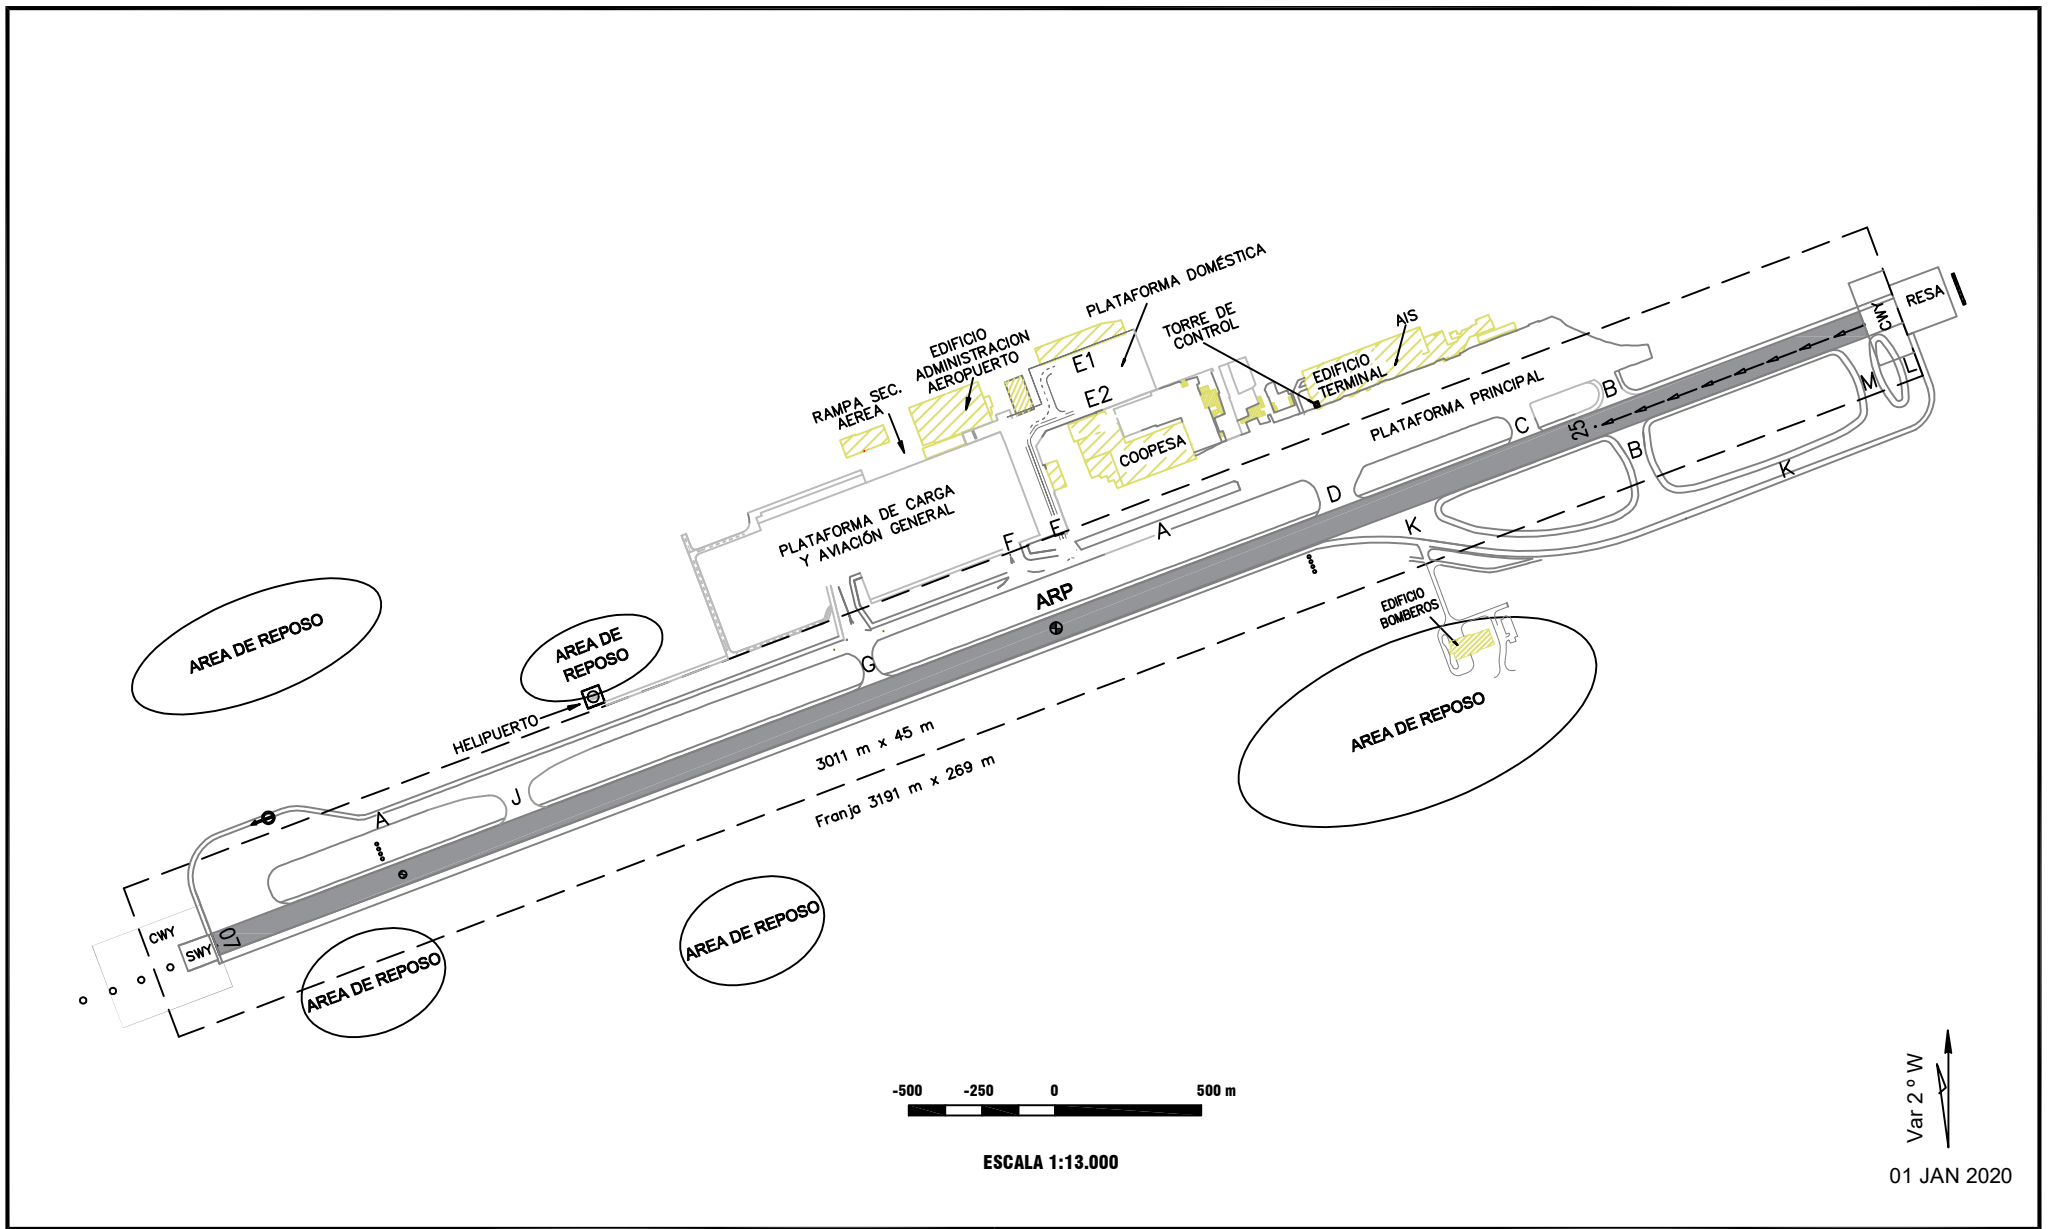 PLATAFORMA DOMÉSTICA
TORRE DE
CONTROL
AIS
EDIFICIO
ADMINISTRACION
AEROPUERTO
RAMPA SEC.
AEREA
E1
E2
EDIFICIO
TERMINAL
PLATAFORMA PRINCIPAL
COOPESA
CWY
RESA
L
M
B
C
25
B
K
D
K
A
E
F
PLATAFORMA DE CARGA
Y AVIACIÓN GENERAL
ARP
EDIFICIO
BOMBEROS
AREA DE REPOSO
AREA DE
REPOSO
G
HELIPUERTO
AREA DE REPOSO
3011 m x 45 m
Franja 3191 m x 269 m
J
A
07
CWY
SWY
AREA DE REPOSO
AREA DE REPOSO
-500 -250 0 500 m
ESCALA 1:13.000
Var 2 º W
01 JAN 2020